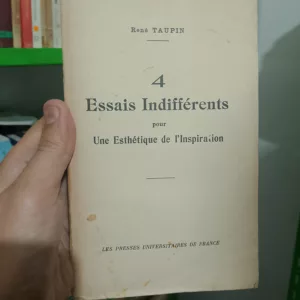 René TAUPIN
4
Essais Indifférents
pour
Une Esthétique de l'Inspiration
LES PRESSES UNIVERSITAIRES DE FRANCE